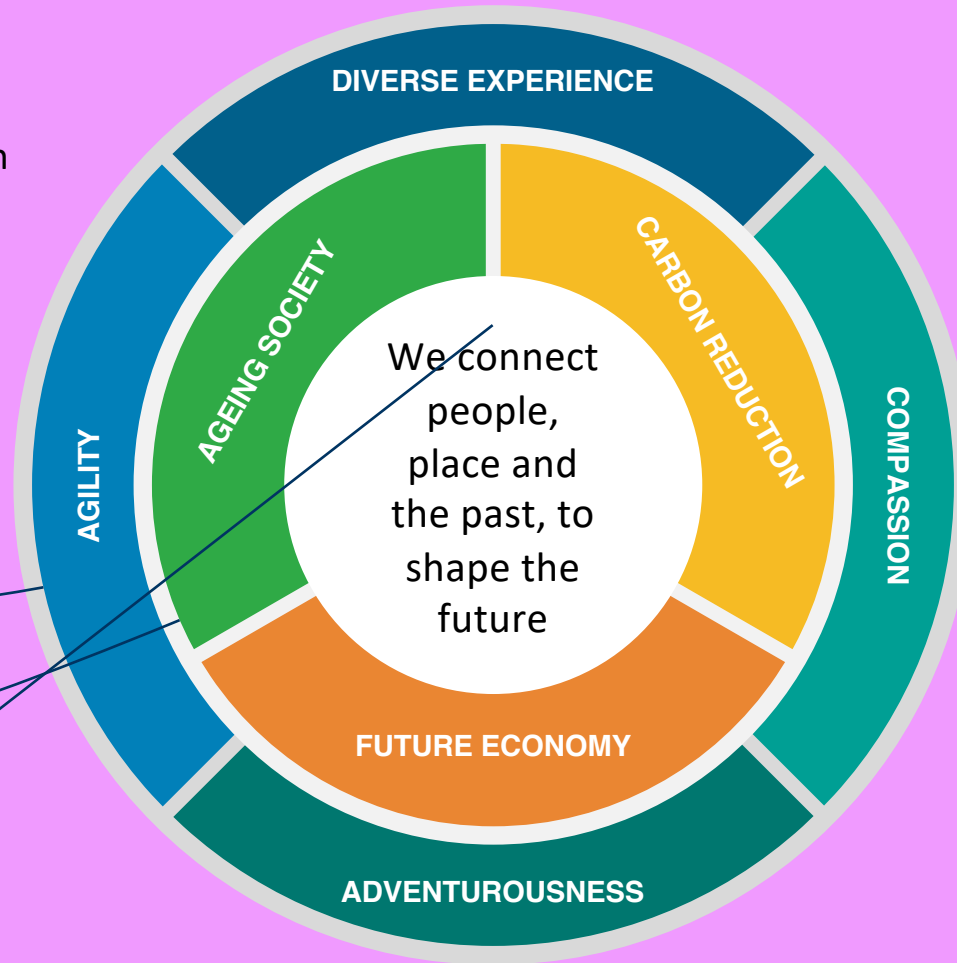 DIVERSE EXPERIENCE
AGEING SOCIETY
CARBON REDUCTION
AGILITY
COMPASSION
We connect
people,
place and
the past, to
shape the
future
FUTURE ECONOMY
ADVENTUROUSNESS